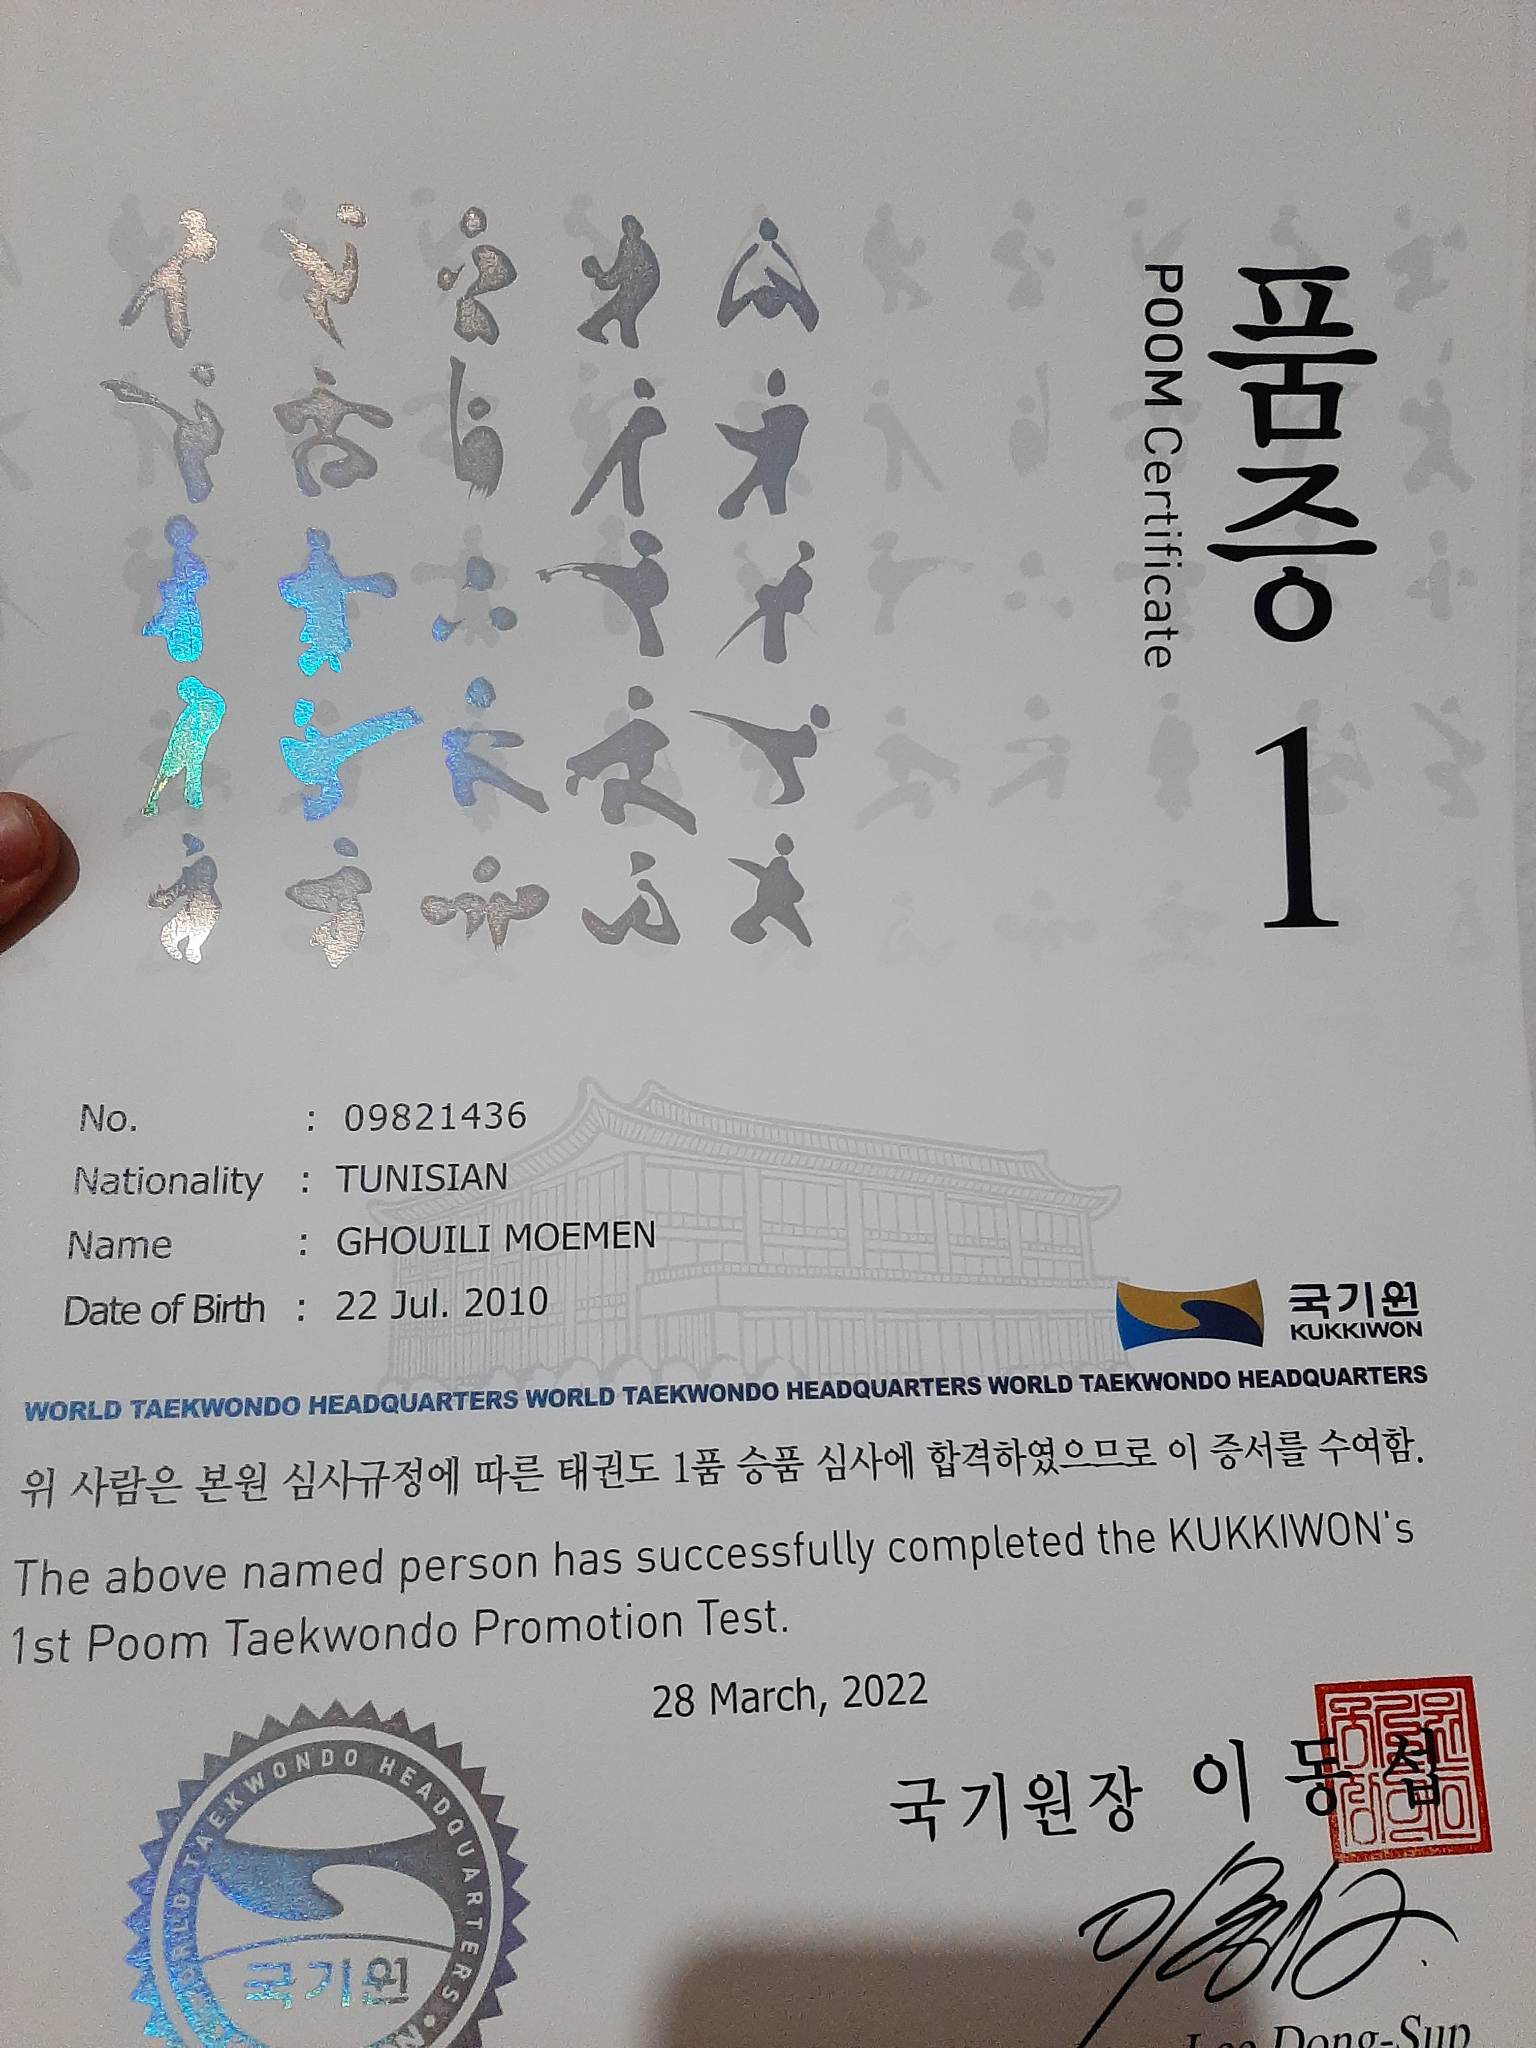 품증 1
POOM Certificate
No. : 09821436
Nationality : TUNISIAN
Name : GHOUILI MOEMEN
Date of Birth : 22 Jul. 2010
국기원
KUKKIWON
WORLD TAEKWONDO HEADQUARTERS WORLD TAEKWONDO HEADQUARTERS WORLD TAEKWONDO HEADQUARTERS
위 사람은 본원 심사규정에 따른 태권도 1품 승품 심사에 합격하였으므로 이 증서를 수여함.
The above named person has successfully completed the KUKKIWON's
1st Poom Taekwondo Promotion Test.
28 March, 2022
국기원장 이동섭
Lee Dong-Sup
WORLD TAEKWONDO HEADQUARTERS
국기원